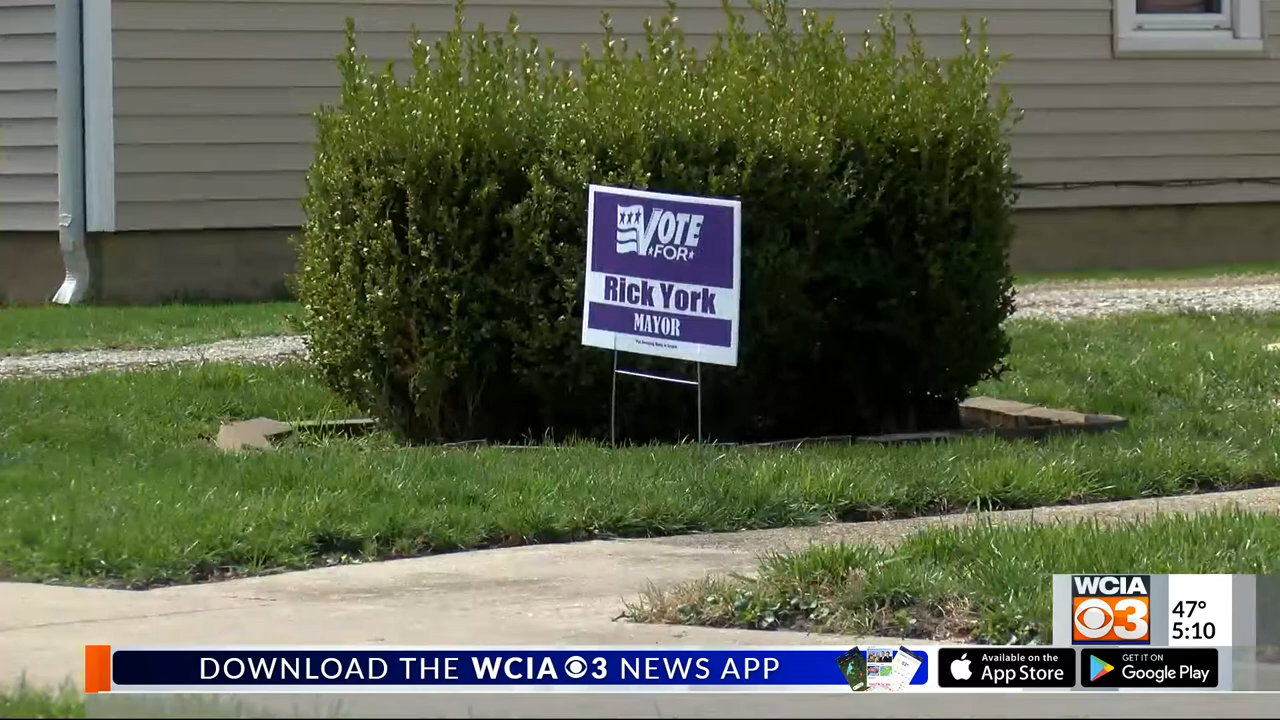 VOTE
FOR
Rick York
MAYOR
WCIA
3
47°
5:10
DOWNLOAD THE WCIA 3 NEWS APP
Available on the
App Store
GET IT ON
Google Play